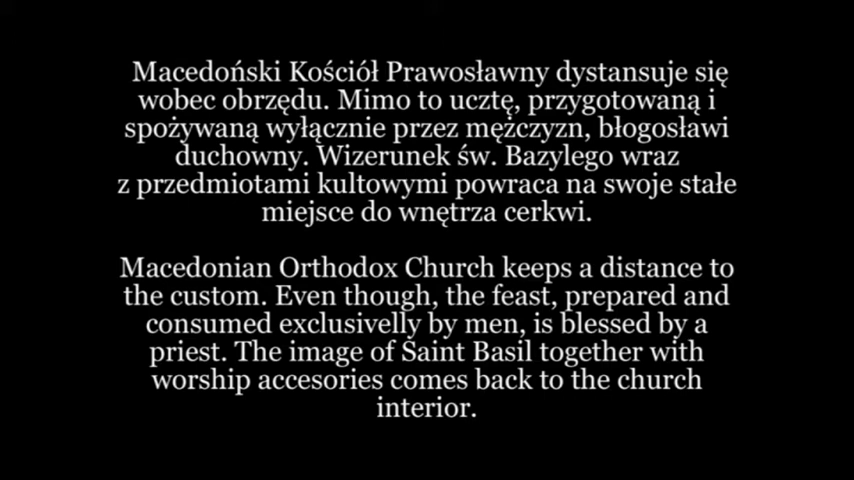 Macedoński Kościół Prawosławny dystansuje się
wobec obrzędu. Mimo to ucztę, przygotowaną i
spożywaną wyłącznie przez mężczyzn, błogosławi
duchowny. Wizerunek św. Bazylego wraz
z przedmiotami kultowymi powraca na swoje stałe
miejsce do wnętrza cerkwi.
Macedonian Orthodox Church keeps a distance to
the custom. Even though, the feast, prepared and
consumed exclusivelly by men, is blessed by a
priest. The image of Saint Basil together with
worship accesories comes back to the church
interior.